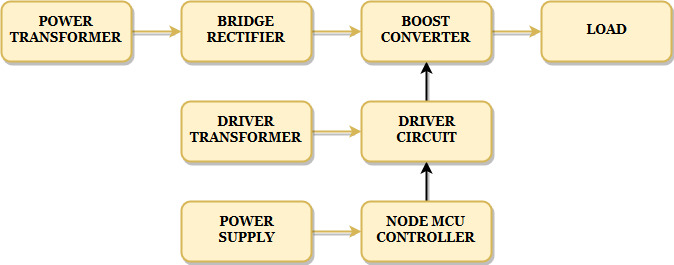 POWER
TRANSFORMER
BRIDGE
RECTIFIER
BOOST
CONVERTER
LOAD
DRIVER
TRANSFORMER
DRIVER
CIRCUIT
POWER
SUPPLY
NODE MCU
CONTROLLER